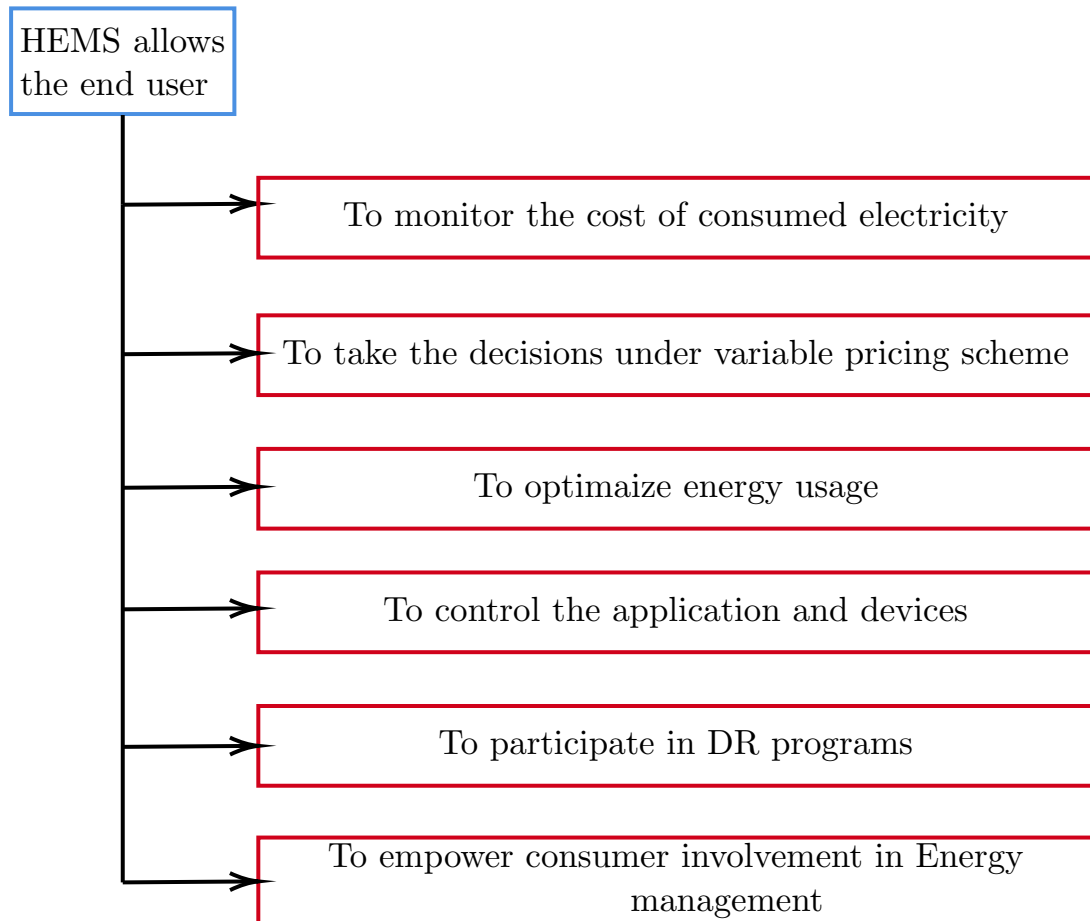 HEMS allows
the end user
To monitor the cost of consumed electricity
To take the decisions under variable pricing scheme
To optimaize energy usage
To control the application and devices
To participate in DR programs
To empower consumer involvement in Energy
management